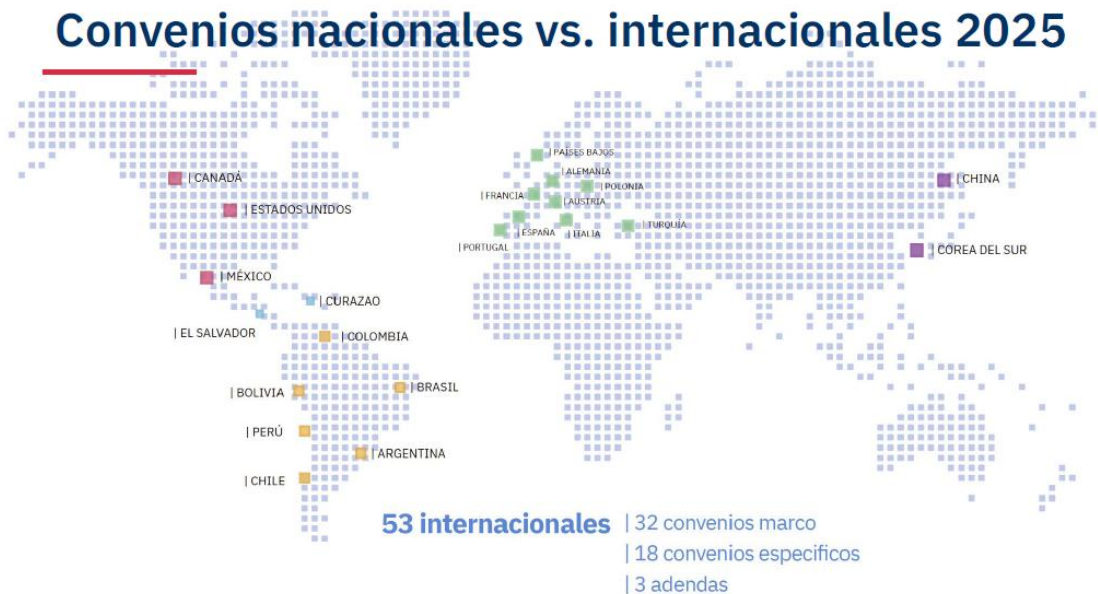 Convenios nacionales vs. internacionales 2025
| PAÍSES BAJOS
| ALEMANIA
| CANADÁ
| POLONIA
| CHINA
| FRANCIA
| AUSTRIA
| ESTADOS UNIDOS
| TURQUÍA
| ESPAÑA
| ITALIA
| PORTUGAL
| COREA DEL SUR
| MÉXICO
| CURAZAO
| EL SALVADOR
| COLOMBIA
| BOLIVIA
| BRASIL
| PERÚ
| ARGENTINA
| CHILE
53 internacionales
| 32 convenios marco
| 18 convenios especificos
| 3 adendas